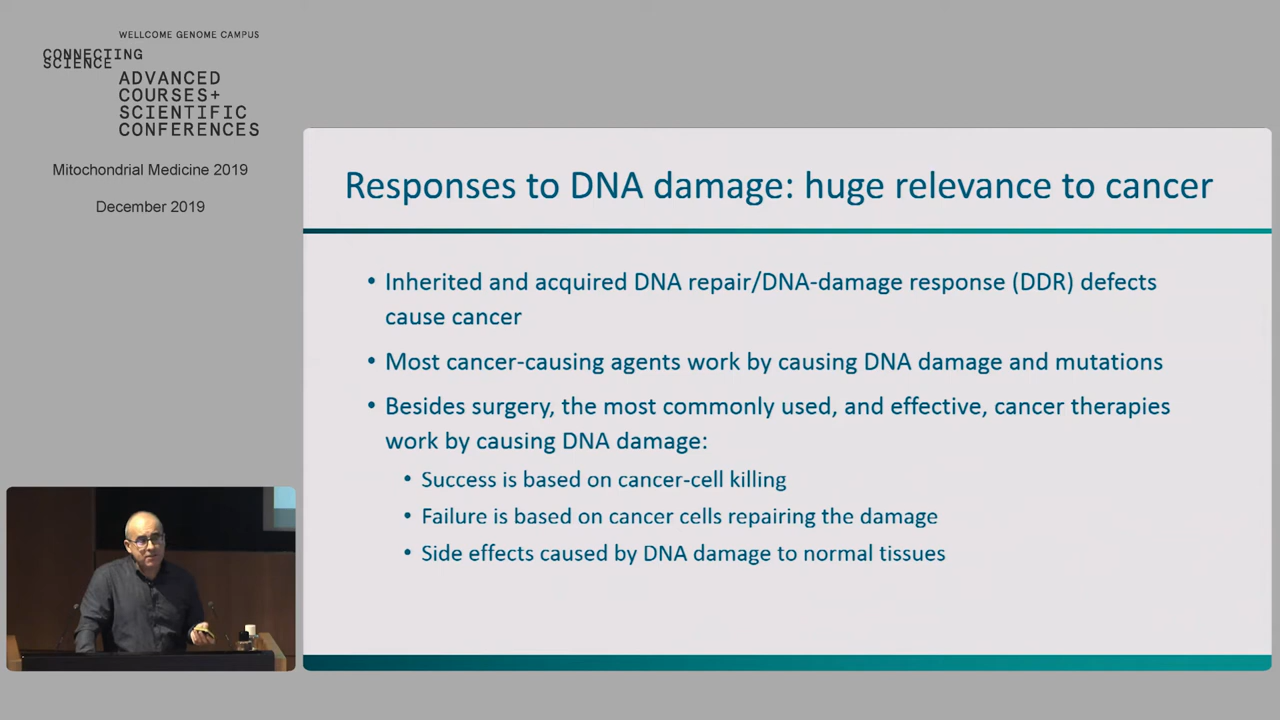 WELLCOME GENOME CAMPUS
CONNECTING
SCIENCE
ADVANCED
COURSES+
SCIENTIFIC
CONFERENCES
Mitochondrial Medicine 2019
December 2019
Responses to DNA damage: huge relevance to cancer
• Inherited and acquired DNA repair/DNA-damage response (DDR) defects
cause cancer
• Most cancer-causing agents work by causing DNA damage and mutations
• Besides surgery, the most commonly used, and effective, cancer therapies
work by causing DNA damage:
• Success is based on cancer-cell killing
• Failure is based on cancer cells repairing the damage
• Side effects caused by DNA damage to normal tissues